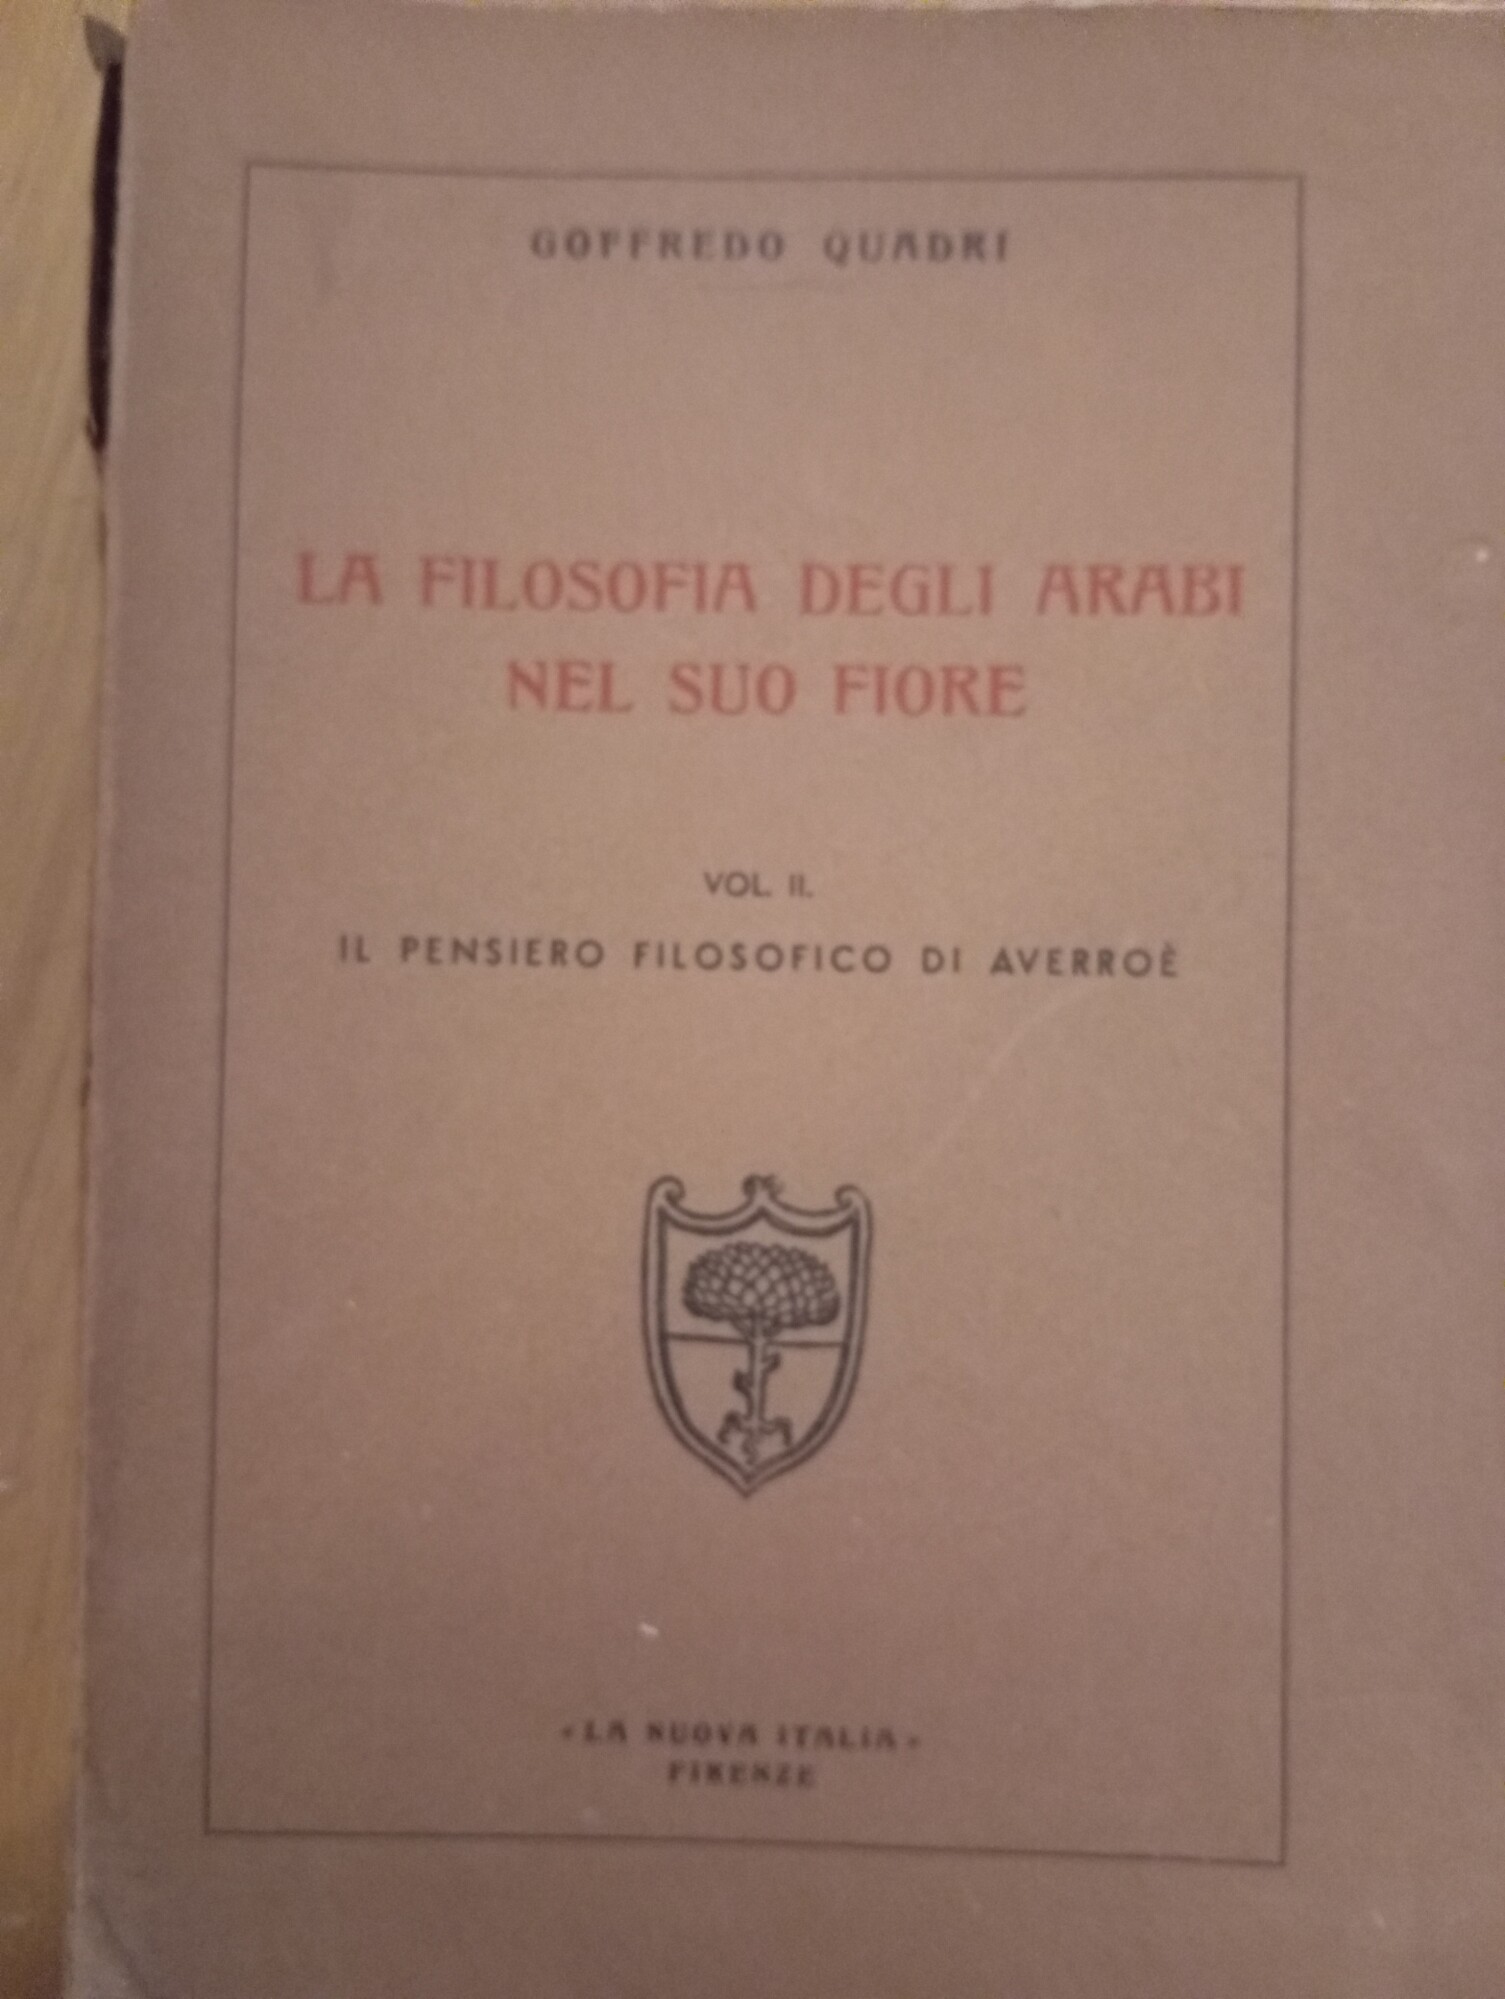 GOFFREDO QUADRI
LA FILOSOFIA DEGLI ARABI
NEL SUO FIORE
VOL. II.
IL PENSIERO FILOSOFICO DI AVERROÈ
«LA NUOVA ITALIA»
FIRENZE